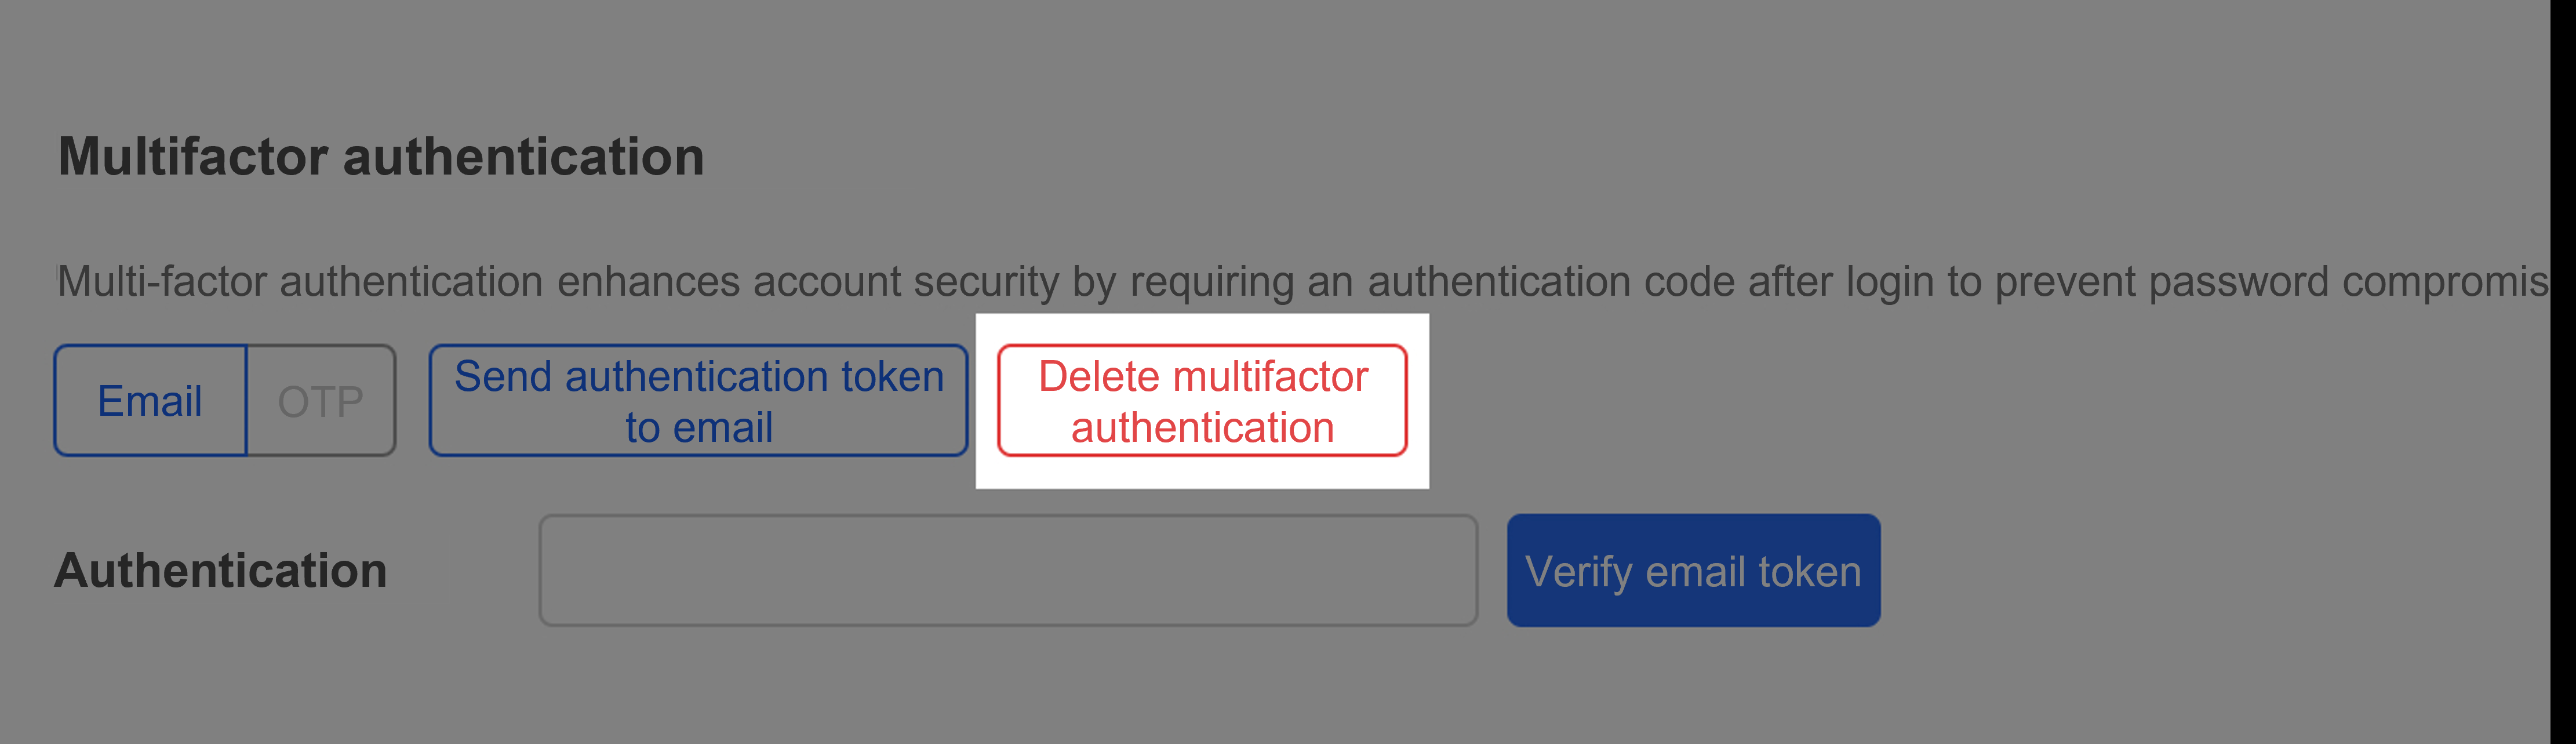 Multifactor authentication
Multi-factor authentication enhances account security by requiring an authentication code after login to prevent password compromis
Email
OTP
Send authentication token
to email
Delete multifactor
authentication
Authentication
Verify email token